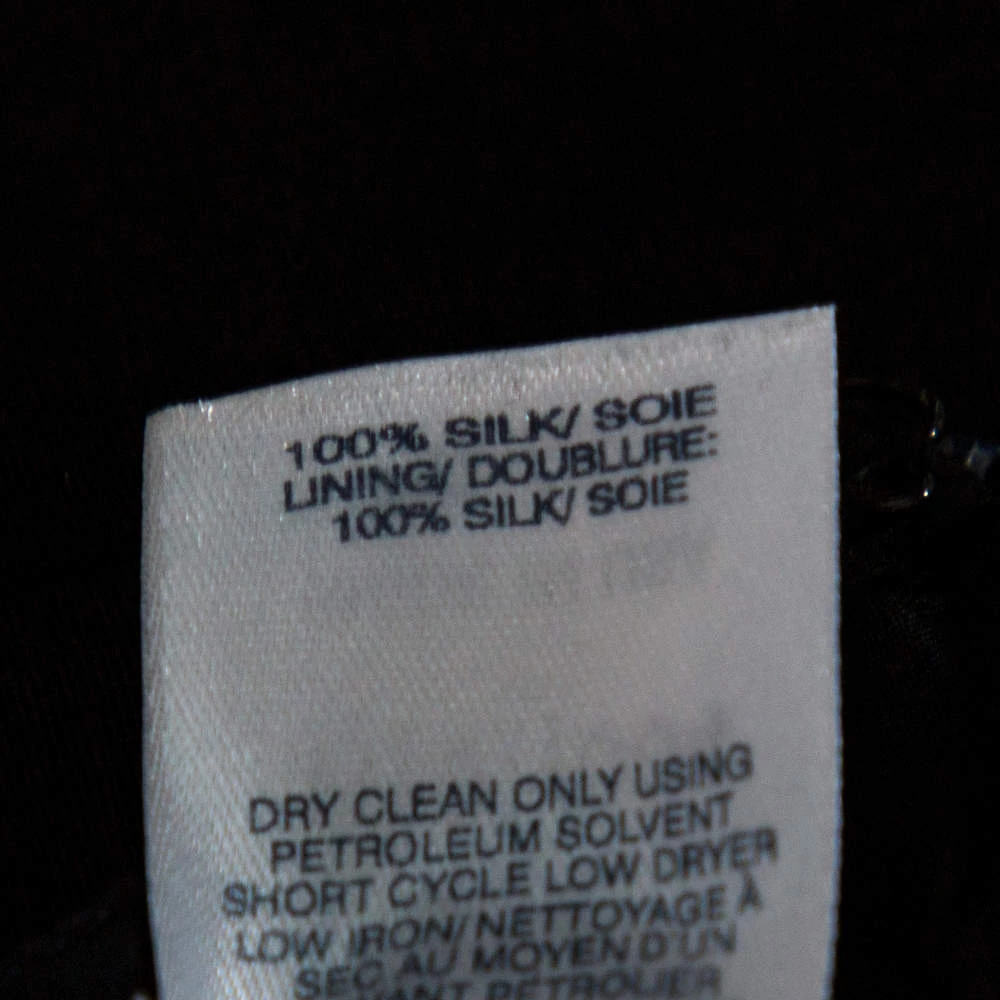 100% SILK/ SOIE
LINING/ DOUBLURE:
100% SILK/ SOIE
DRY CLEAN ONLY USING
PETROLEUM SOLVENT
SHORT CYCLE LOW DRYER
LOW IRON/ NETTOYAGE À
SEC AU MOYEN D'UN
PETROLIER